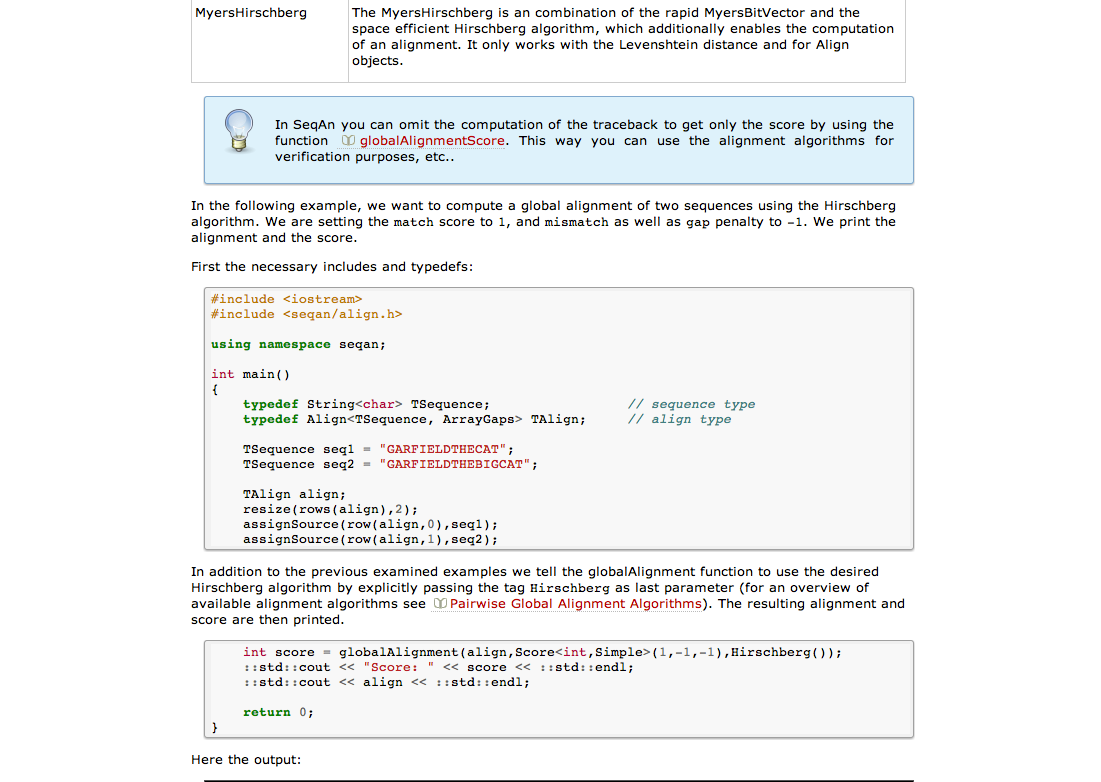 MyersHirschberg
The MyersHirschberg is an combination of the rapid MyersBitVector and the
space efficient Hirschberg algorithm, which additionally enables the computation
of an alignment. It only works with the Levenshtein distance and for Align
objects.
In SeqAn you can omit the computation of the traceback to get only the score by using the
function globalAlignmentScore. This way you can use the alignment algorithms for
verification purposes, etc..
In the following example, we want to compute a global alignment of two sequences using the Hirschberg
algorithm. We are setting the match score to 1, and mismatch as well as gap penalty to -1. We print the
alignment and the score.
First the necessary includes and typedefs:
#include <iostream>
#include <seqan/align.h>
using namespace seqan;
int main()
{
typedef String<char> TSequence; // sequence type
typedef Align<TSequence, ArrayGaps> TAlign; // align type
TSequence seq1 = "GARFIELDTHECAT";
TSequence seq2 = "GARFIELDTHEBIGCAT";
TAlign align;
resize(rows(align),2);
assignSource(row(align,0),seq1);
assignSource(row(align,1),seq2);
In addition to the previous examined examples we tell the globalAlignment function to use the desired
Hirschberg algorithm by explicitly passing the tag Hirschberg as last parameter (for an overview of
available alignment algorithms see Pairwise Global Alignment Algorithms). The resulting alignment and
score are then printed.
int score = globalAlignment(align,Score<int,Simple>(1,-1,-1),Hirschberg());
::std::cout << "Score: " << score << ::std::endl;
::std::cout << align << ::std::endl;
return 0;
}
Here the output: